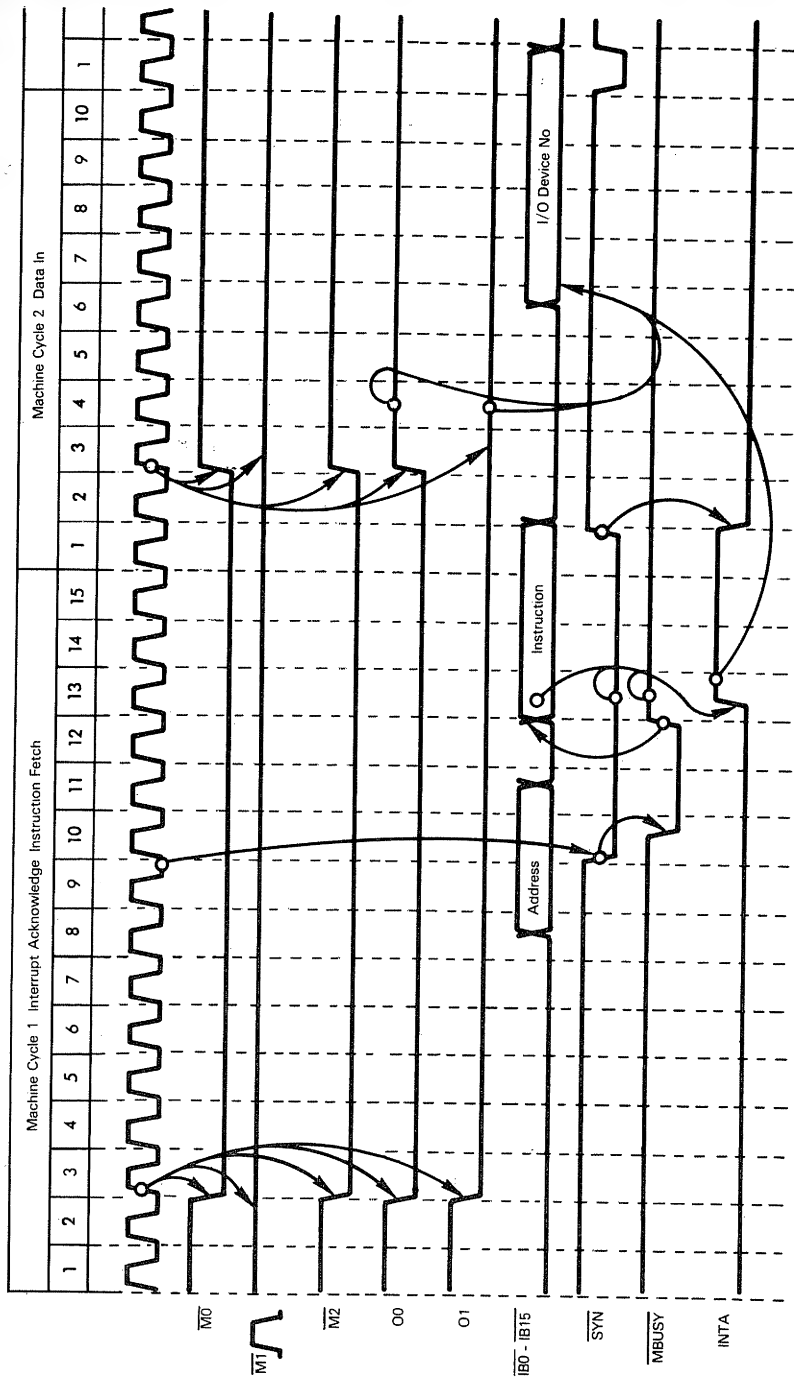 Machine Cycle 1 Interrupt Acknowledge Instruction Fetch
Machine Cycle 2 Data In
1 2 3 4 5 6 7 8 9 10 11 12 13 14 15 1 2 3 4 5 6 7 8 9 10 1
M0
M1
M2
O0
O1
IB0 - IB15
Address
Instruction
I/O Device No
SYN
MBUSY
INTA